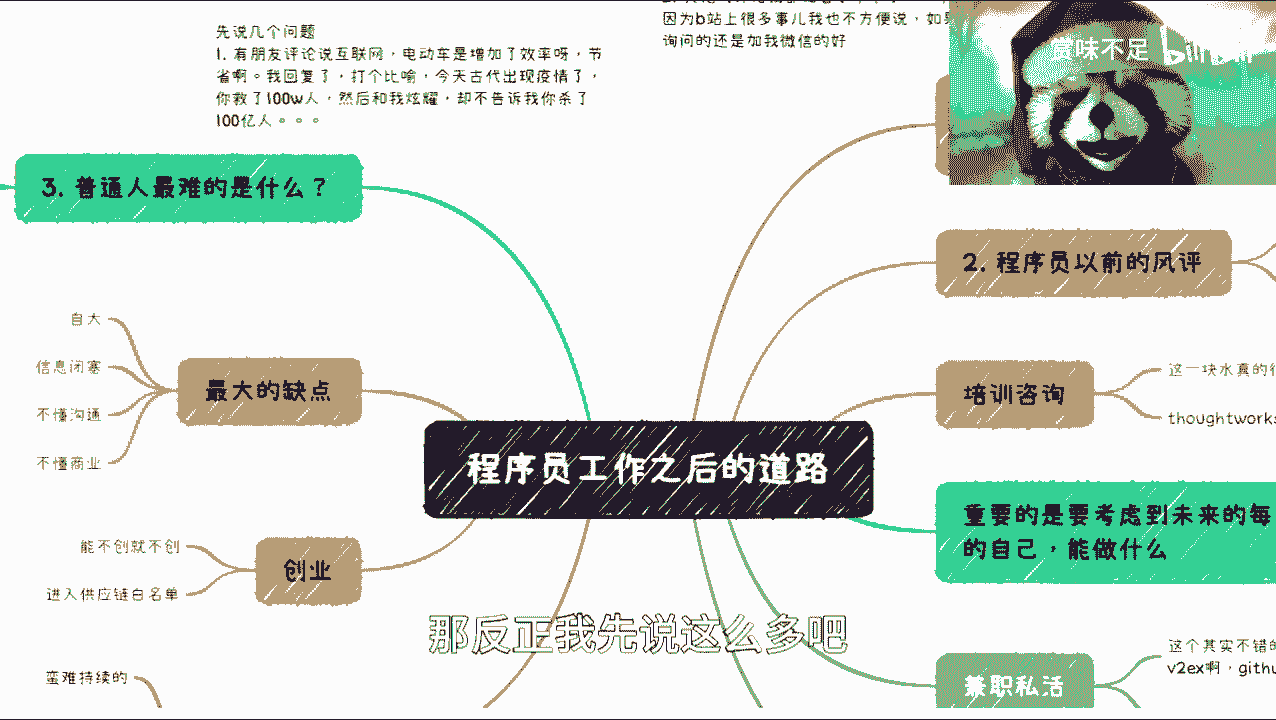 先说几个问题
1. 有朋友评论说互联网，电动车是增加了效率呀，节
省啊。我回复了，打个比喻，今天古代出现疫情了，
你救了100w人，然后和我炫耀，却不告诉我你杀了
100亿人。。。
因为b站上很多事儿我也不方便说，如果
询问的还是加我微信的好
赏味不足 bilibili
3. 普通人最难的是什么？
2. 程序员以前的风评
自大
信息闭塞
不懂沟通
不懂商业
最大的缺点
培训咨询
这一块水真的很
thoughtworks
程序员工作之后的道路
重要的是要考虑到未来的每
的自己，能做什么
能不创就不创
进入供应链白名单
创业
那反正我先说这么多吧
蛮难持续的
兼职私活
这个其实不错的
v2ex啊，githu